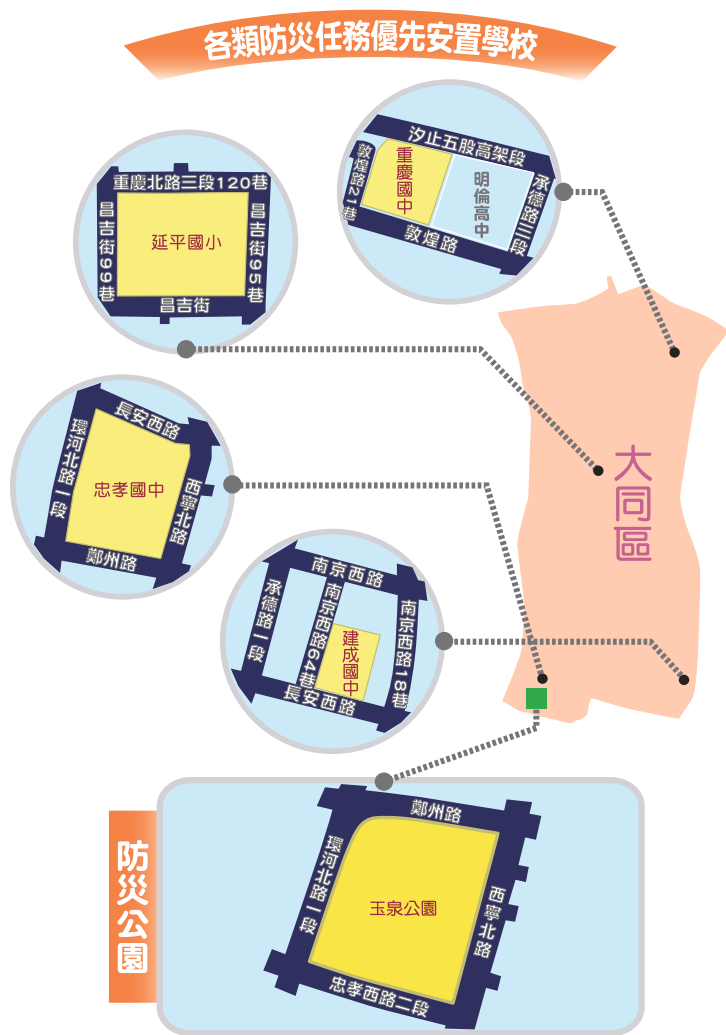 各類防災任務優先安置學校
汐止五股高架段
敦煌路21巷
重慶國中
明倫高中
承德路三段
敦煌路
重慶北路三段120巷
昌吉街99巷
延平國小
昌吉街95巷
昌吉街
大同區
長安西路
環河北路一段
忠孝國中
西寧北路
鄭州路
南京西路
承德路一段
南京西路64巷
建成國中
南京西路18巷
長安西路
防災公園
鄭州路
環河北路一段
玉泉公園
西寧北路
忠孝西路二段